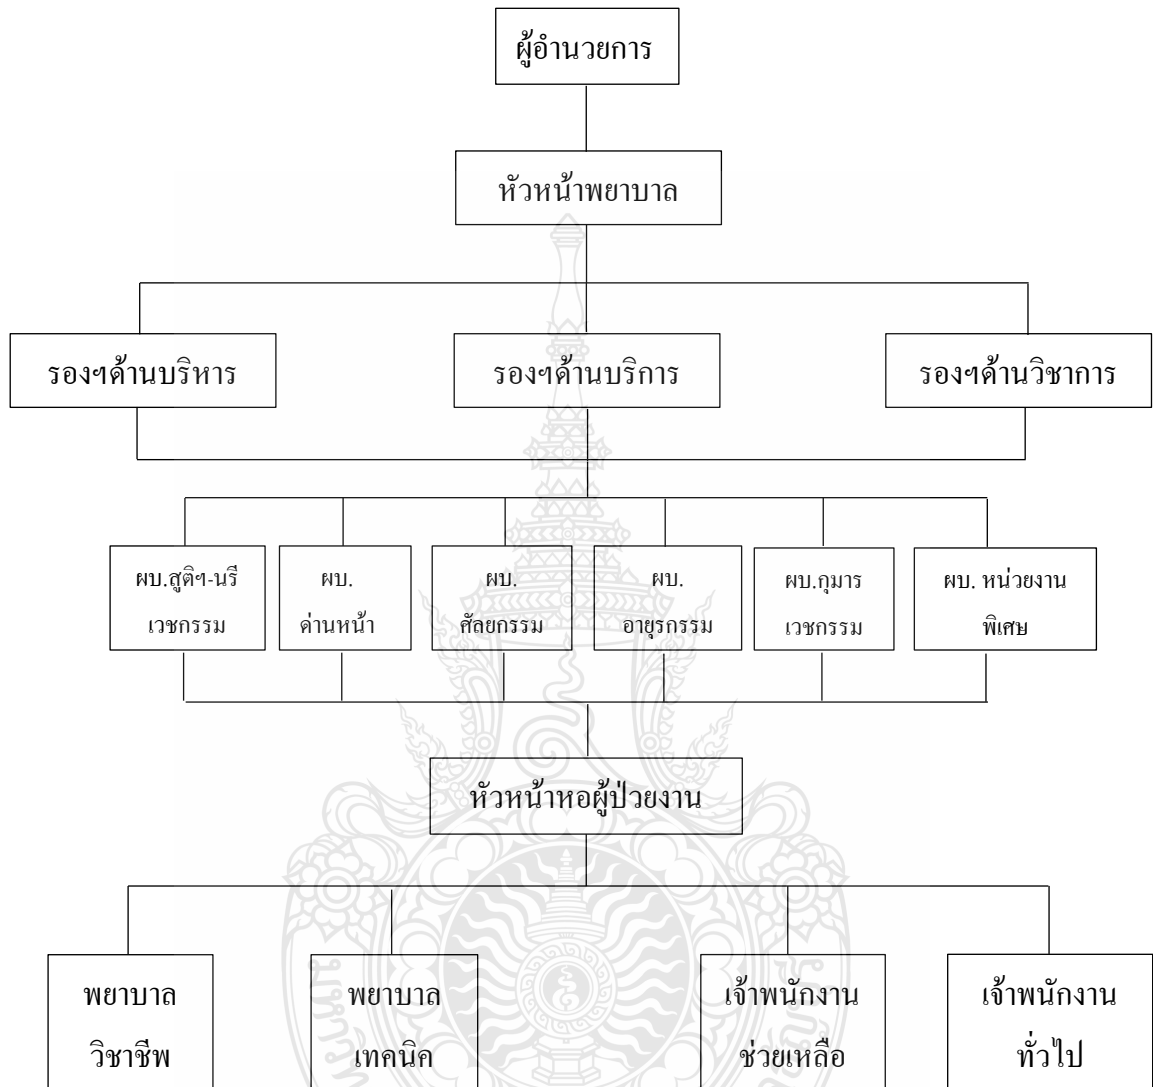 ผู้อำนวยการ
หัวหน้าพยาบาล
รองฯด้านบริหาร
รองฯด้านบริการ
รองฯด้านวิชาการ
ผบ.สูติฯ-นรี
เวชกรรม
ผบ.
ด่านหน้า
ผบ.
ศัลยกรรม
ผบ.
อายุรกรรม
ผบ.กุมาร
เวชกรรม
ผบ. หน่วยงาน
พิเศษ
หัวหน้าหอผู้ป่วยงาน
พยาบาล
วิชาชีพ
พยาบาล
เทคนิค
เจ้าพนักงาน
ช่วยเหลือ
เจ้าพนักงาน
ทั่วไป